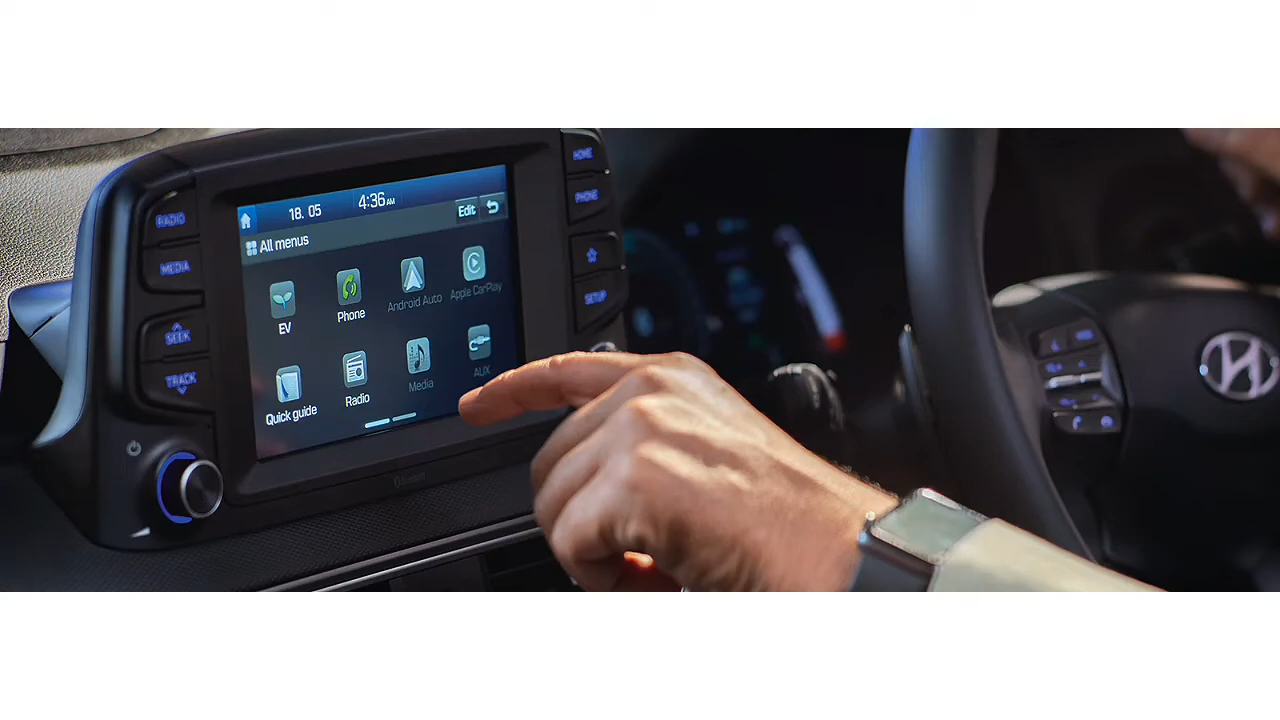 RADIO
MEDIA
SEEK
TRACK
18. 05 4:36 AM
All menus Edit
EV Phone Android Auto Apple CarPlay
Quick guide Radio Media AUX
HOME
PHONE
SETUP